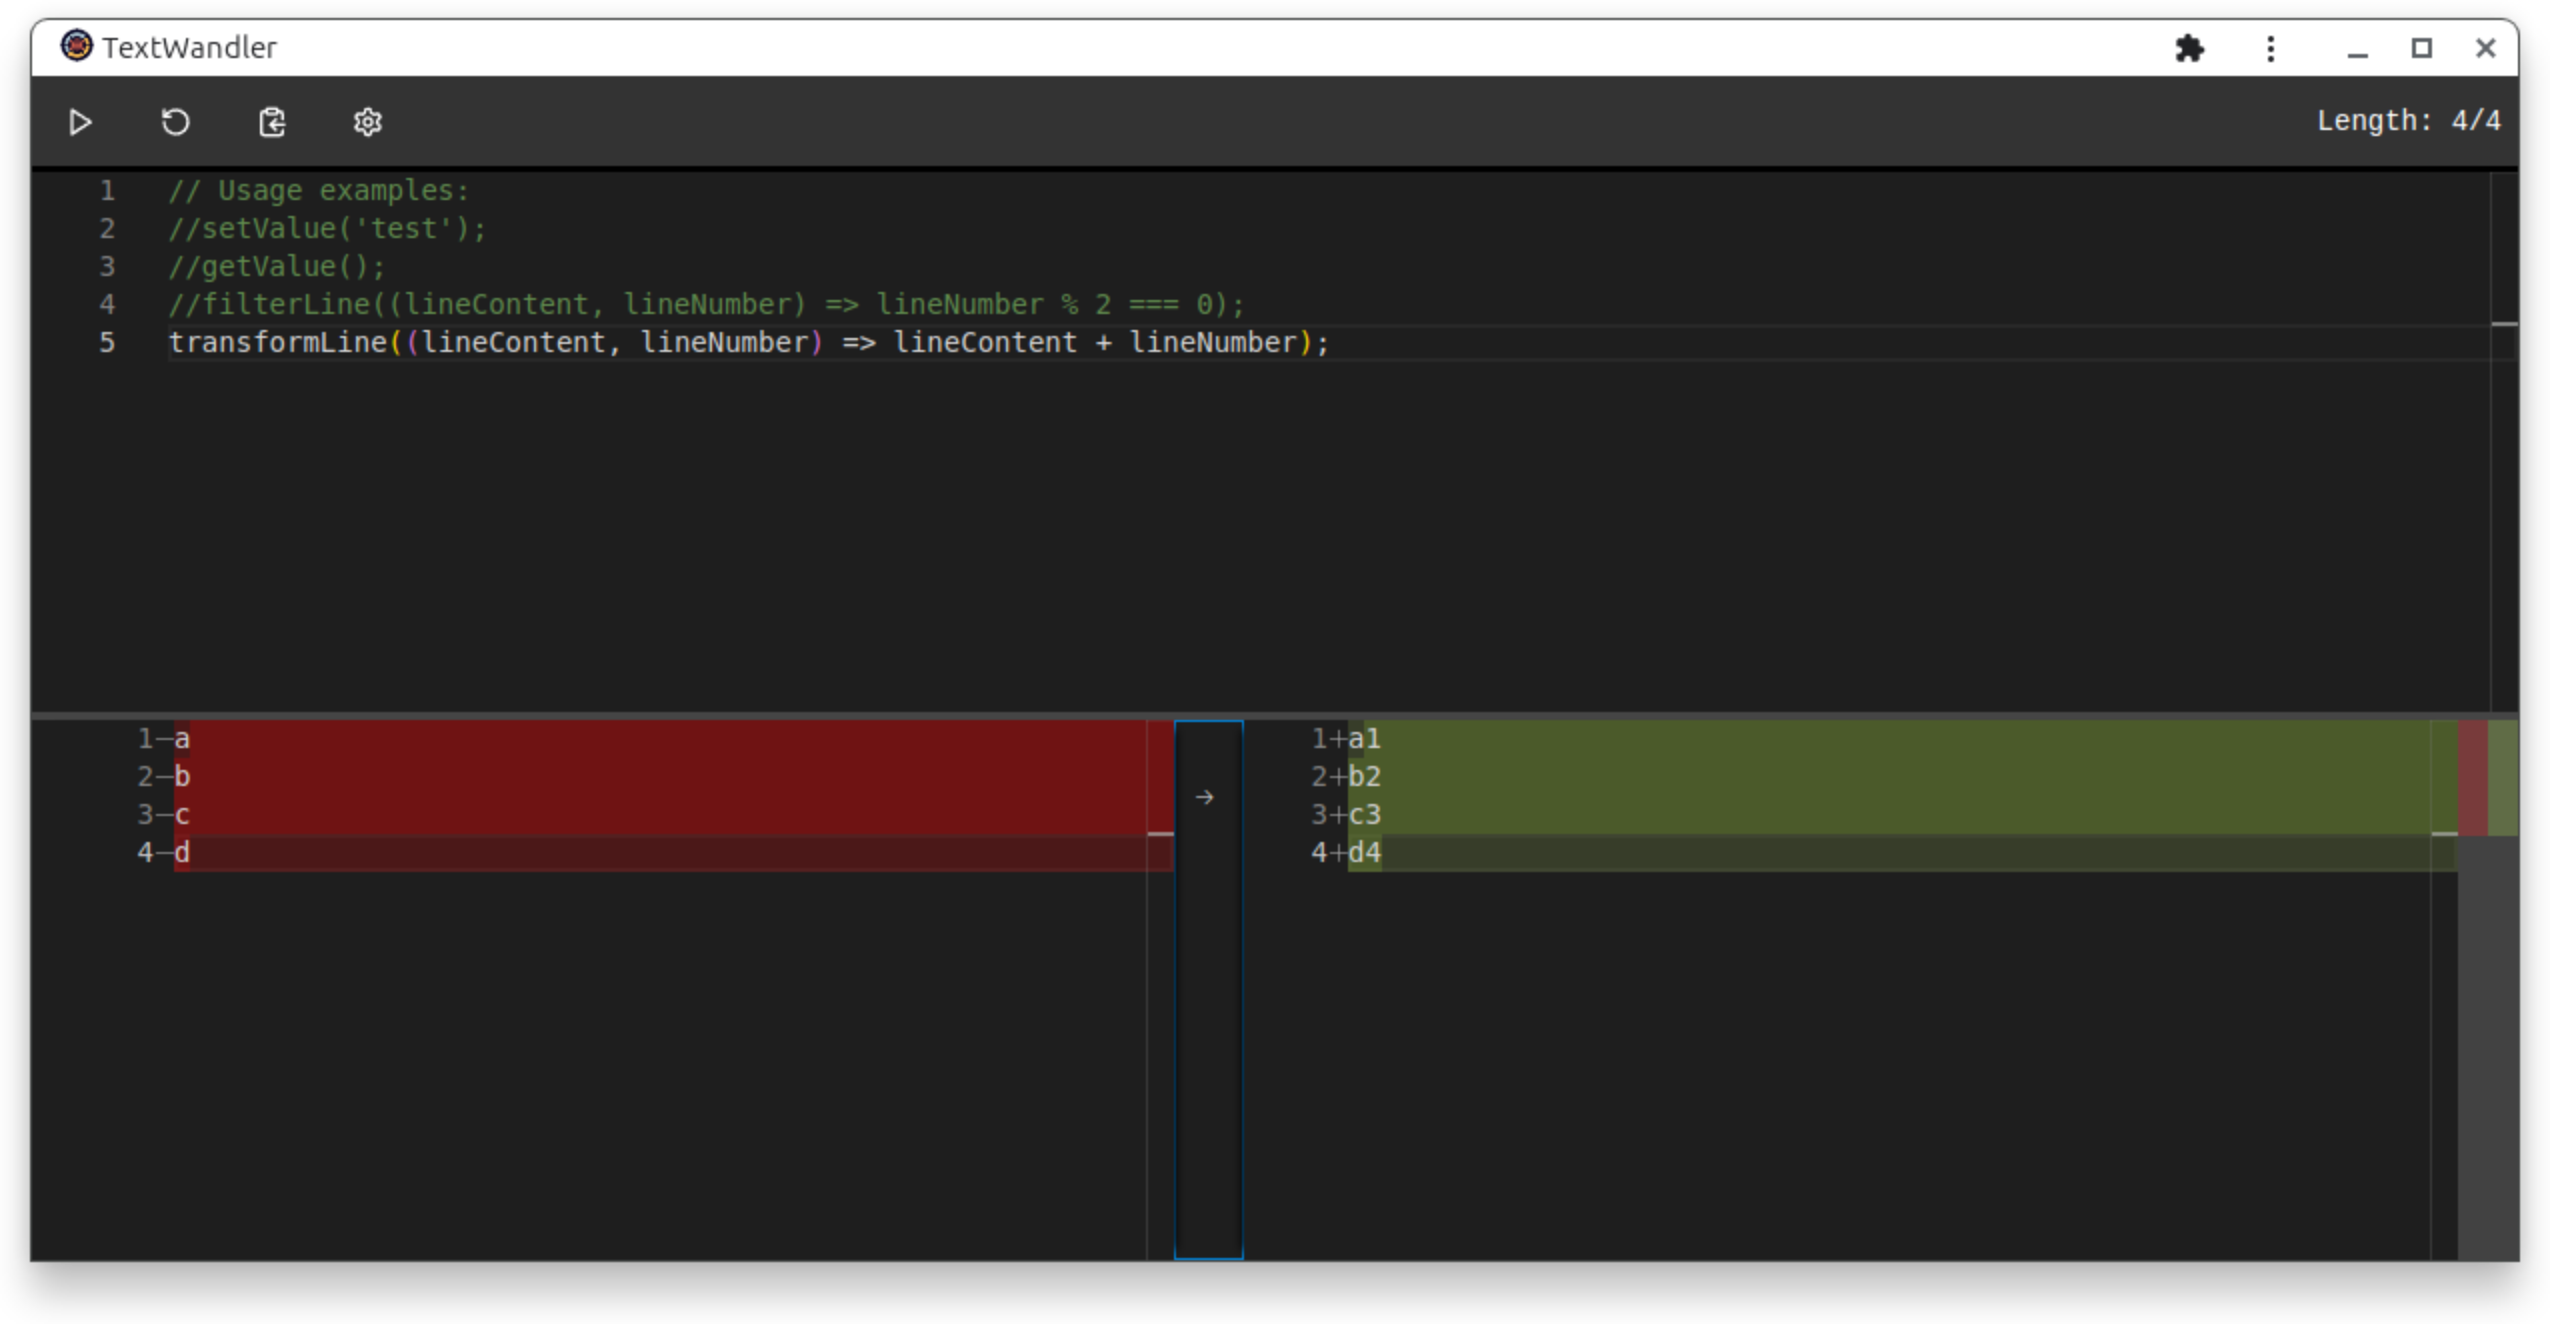 TextWandler
Length: 4/4
1 // Usage examples:
2 //setValue('test');
3 //getValue();
4 //filterLine((lineContent, lineNumber) => lineNumber % 2 === 0);
5 transformLine((lineContent, lineNumber) => lineContent + lineNumber);
1—a
2—b
3—c
4—d
→
1+a1
2+b2
3+c3
4+d4